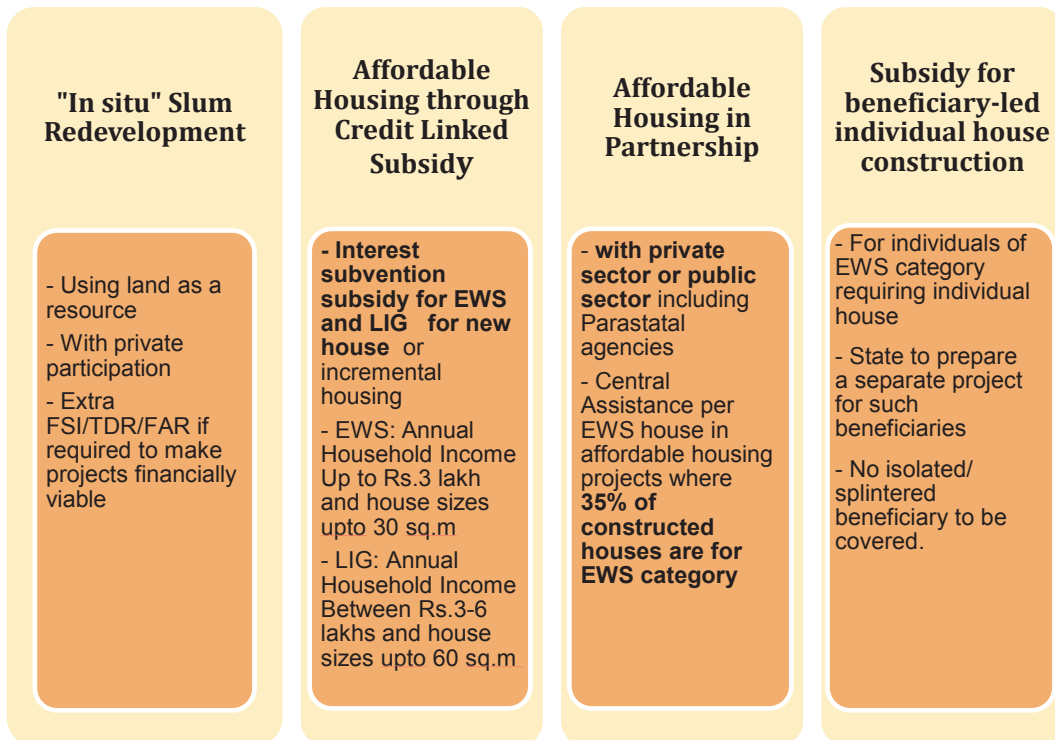 "In situ" Slum
Redevelopment
- Using land as a
resource
- With private
participation
- Extra
FSI/TDR/FAR if
required to make
projects financially
viable
Affordable
Housing through
Credit Linked
Subsidy
- Interest
subvention
subsidy for EWS
and LIG for new
house or
incremental
housing
- EWS: Annual
Household Income
Up to Rs.3 lakh
and house sizes
upto 30 sq.m
- LIG: Annual
Household Income
Between Rs.3-6
lakhs and house
sizes upto 60 sq.m
Affordable
Housing in
Partnership
- with private
sector or public
sector including
Parastatal
agencies
- Central
Assistance per
EWS house in
affordable housing
projects where
35% of
constructed
houses are for
EWS category
Subsidy for
beneficiary-led
individual house
construction
- For individuals of
EWS category
requiring individual
house
- State to prepare
a separate project
for such
beneficiaries
- No isolated/
splintered
beneficiary to be
covered.